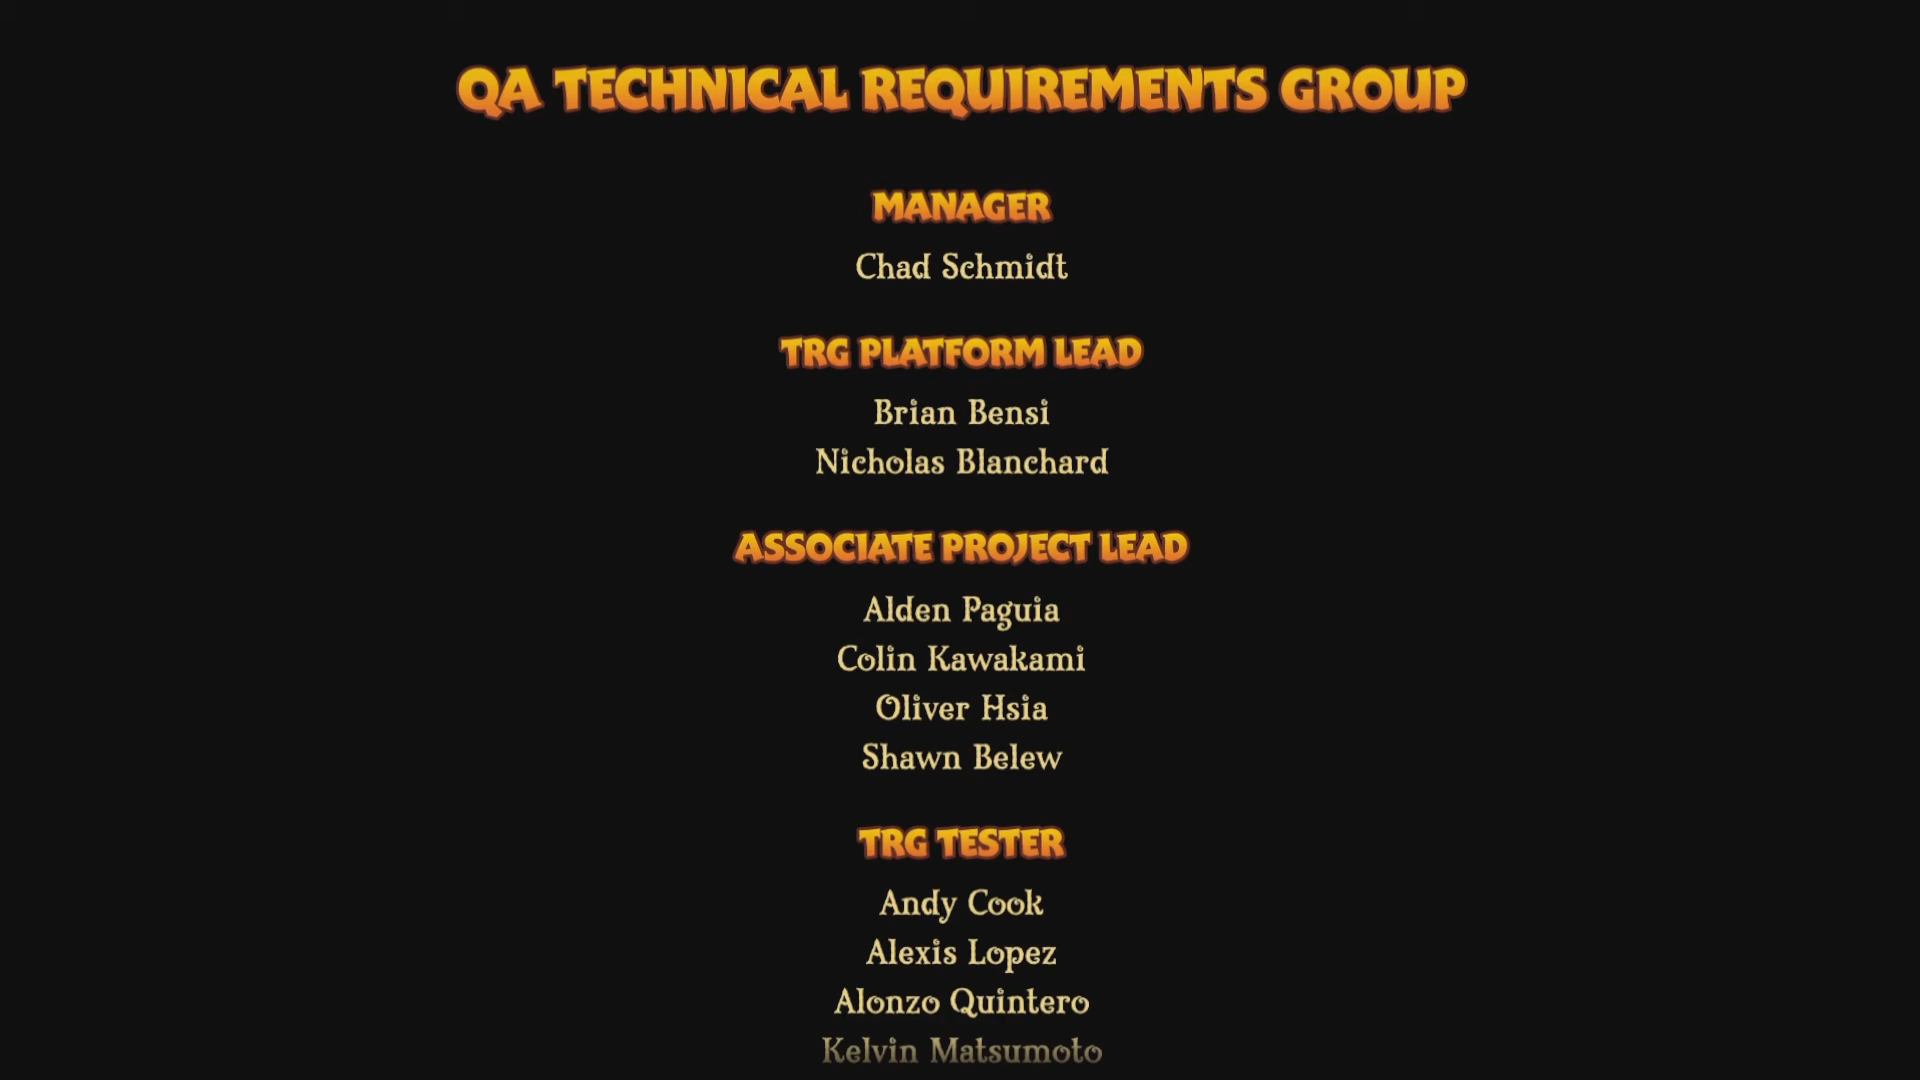 QA TECHNICAL REQUIREMENTS GROUP
MANAGER
Chad Schmidt
TRG PLATFORM LEAD
Brian Bensi
Nicholas Blanchard
ASSOCIATE PROJECT LEAD
Alden Paguia
Colin Kawakami
Oliver Hsia
Shawn Belew
TRG TESTER
Andy Cook
Alexis Lopez
Alonzo Quintero
Kelvin Matsumoto